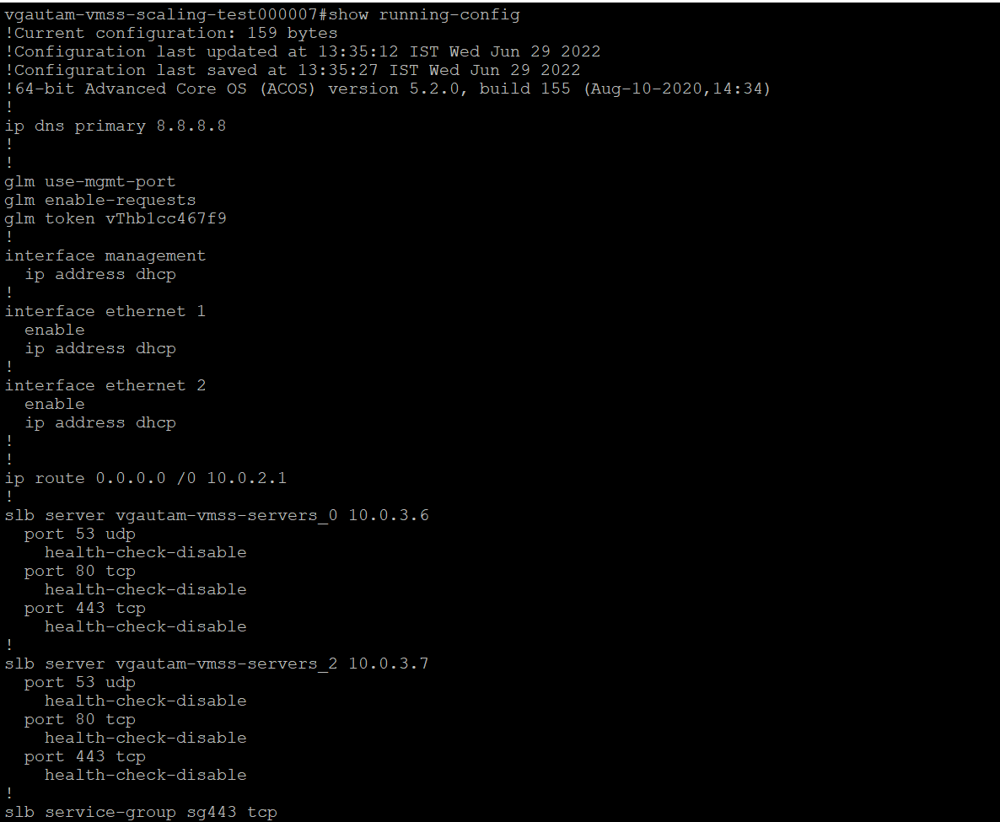 vgautam-vmss-scaling-test000007#show running-config
!Current configuration: 159 bytes
!Configuration last updated at 13:35:12 IST Wed Jun 29 2022
!Configuration last saved at 13:35:27 IST Wed Jun 29 2022
!64-bit Advanced Core OS (ACOS) version 5.2.0, build 155 (Aug-10-2020,14:34)
!
ip dns primary 8.8.8.8
!
!
glm use-mgmt-port
glm enable-requests
glm token vThb1cc467f9
!
interface management
  ip address dhcp
!
interface ethernet 1
  enable
  ip address dhcp
!
interface ethernet 2
  enable
  ip address dhcp
!
!
ip route 0.0.0.0 /0 10.0.2.1
!
slb server vgautam-vmss-servers_0 10.0.3.6
  port 53 udp
    health-check-disable
  port 80 tcp
    health-check-disable
  port 443 tcp
    health-check-disable
!
slb server vgautam-vmss-servers_2 10.0.3.7
  port 53 udp
    health-check-disable
  port 80 tcp
    health-check-disable
  port 443 tcp
    health-check-disable
!
slb service-group sg443 tcp